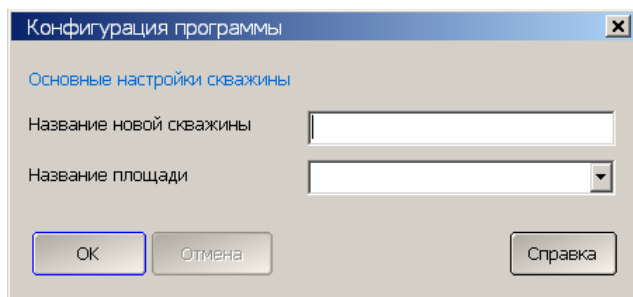 Конфигурация программы
Основные настройки скважины
Название новой скважины
Название площади
OK
Отмена
Справка